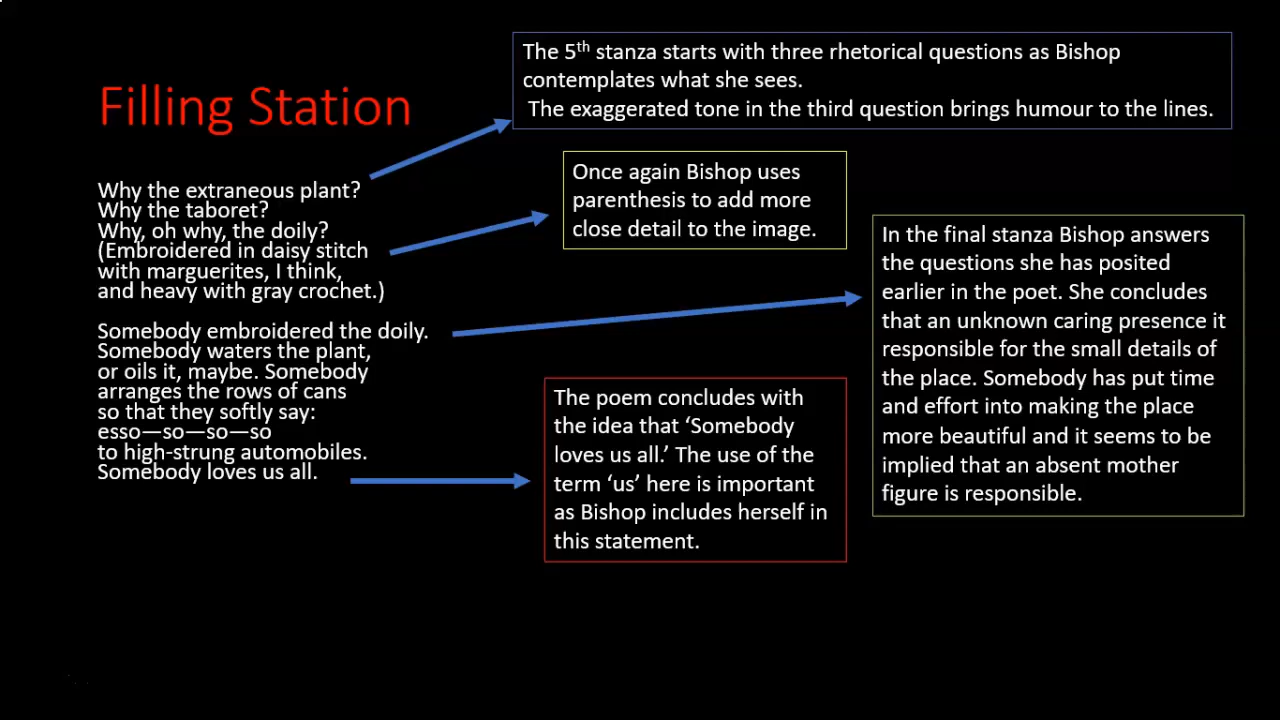 Filling Station
Why the extraneous plant?
Why the taboret?
Why, oh why, the doily?
(Embroidered in daisy stitch
with marguerites, I think,
and heavy with gray crochet.)
Somebody embroidered the doily.
Somebody waters the plant,
or oils it, maybe. Somebody
arranges the rows of cans
so that they softly say:
esso—so—so—so
to high-strung automobiles.
Somebody loves us all.
The 5th stanza starts with three rhetorical questions as Bishop
contemplates what she sees.
The exaggerated tone in the third question brings humour to the lines.
Once again Bishop uses
parenthesis to add more
close detail to the image.
In the final stanza Bishop answers
the questions she has posited
earlier in the poet. She concludes
that an unknown caring presence it
responsible for the small details of
the place. Somebody has put time
and effort into making the place
more beautiful and it seems to be
implied that an absent mother
figure is responsible.
The poem concludes with
the idea that ‘Somebody
loves us all.’ The use of the
term ‘us’ here is important
as Bishop includes herself in
this statement.